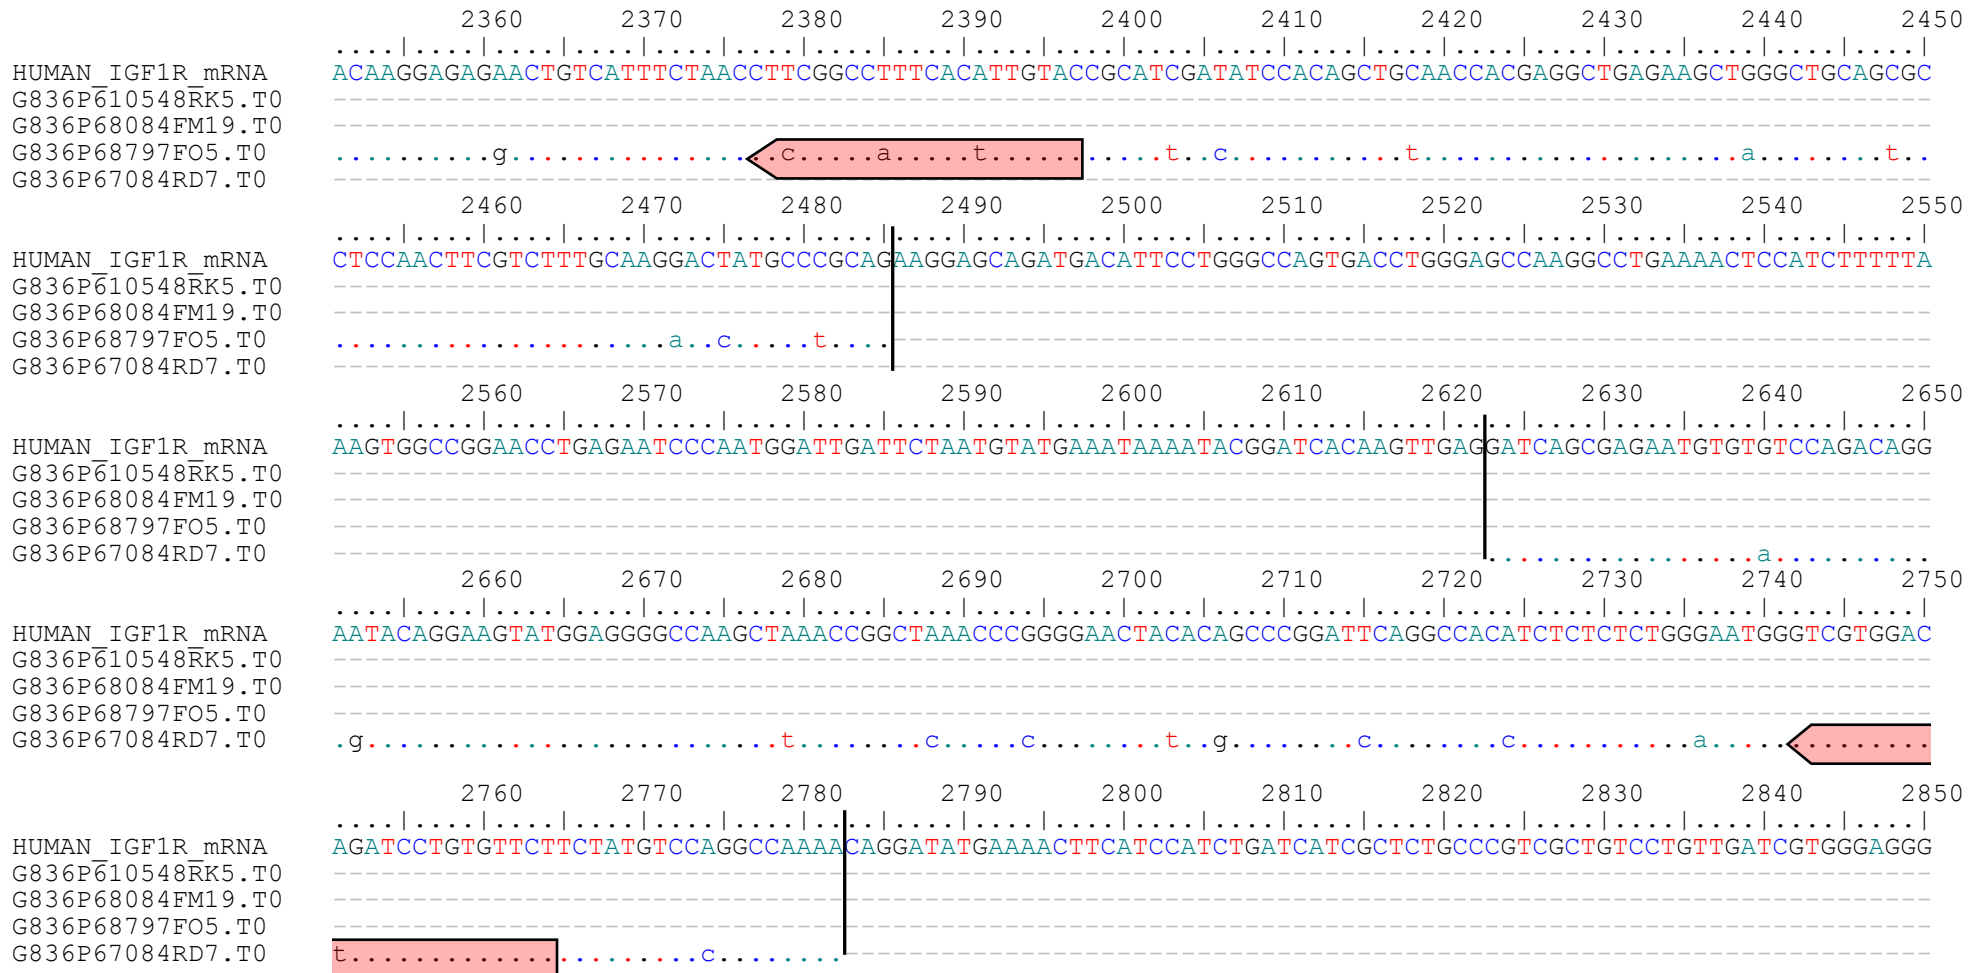 2360 2370 2380 2390 2400 2410 2420 2430 2440 2450
....|....|....|....|....|....|....|....|....|....|....|....|....|....|....|....|....|....|....|....|
HUMAN_IGF1R_mRNA ACAAGGAGAGAACTGTCATTTCTAACCTTCGGCCTTTCACATTGTACCGCATCGATATCCACAGCTGCAACCACGAGGCTGAGAAGCTGGGCTGCAGCGC
G836P610548RK5.T0 ----------------------------------------------------------------------------------------------------
G836P68084FM19.T0 ----------------------------------------------------------------------------------------------------
G836P68797FO5.T0 ..........g.................c.....a.....t...........t..c...........t....................a........t..
G836P67084RD7.T0 ----------------------------------------------------------------------------------------------------
2460 2470 2480 2490 2500 2510 2520 2530 2540 2550
....|....|....|....|....|....|....|....|....|....|....|....|....|....|....|....|....|....|....|....|
HUMAN_IGF1R_mRNA CTCCAACTTCGTCTTTGCAAGGACTATGCCCGCAGAAGGAGCAGATGACATTCCTGGGCCAGTGACCTGGGAGCCAAGGCCTGAAAACTCCATCTTTTTA
G836P610548RK5.T0 ----------------------------------------------------------------------------------------------------
G836P68084FM19.T0 ----------------------------------------------------------------------------------------------------
G836P68797FO5.T0 .....................a..c.....t....-----------------------------------------------------------------
G836P67084RD7.T0 ----------------------------------------------------------------------------------------------------
2560 2570 2580 2590 2600 2610 2620 2630 2640 2650
....|....|....|....|....|....|....|....|....|....|....|....|....|....|....|....|....|....|....|....|
HUMAN_IGF1R_mRNA AAGTGGCCGGAACCTGAGAATCCCAATGGATTGATTCTAATGTATGAAATAAAATACGGATCACAAGTTGAGGATCAGCGAGAATGTGTGTCCAGACAGG
G836P610548RK5.T0 ----------------------------------------------------------------------------------------------------
G836P68084FM19.T0 ----------------------------------------------------------------------------------------------------
G836P68797FO5.T0 ----------------------------------------------------------------------------------------------------
G836P67084RD7.T0 ------------------------------------------------------------------------.................a..........
2660 2670 2680 2690 2700 2710 2720 2730 2740 2750
....|....|....|....|....|....|....|....|....|....|....|....|....|....|....|....|....|....|....|....|
HUMAN_IGF1R_mRNA AATACAGGAAGTATGGAGGGGCCAAGCTAAACCGGCTAAACCCGGGGAACTACACAGCCCGGATTCAGGCCACATCTCTCTCTGGGAATGGGTCGTGGAC
G836P610548RK5.T0 ----------------------------------------------------------------------------------------------------
G836P68084FM19.T0 ----------------------------------------------------------------------------------------------------
G836P68797FO5.T0 ----------------------------------------------------------------------------------------------------
G836P67084RD7.T0 .g..........................t........c.....c........t..g........c........c...........a..............
2760 2770 2780 2790 2800 2810 2820 2830 2840 2850
....|....|....|....|....|....|....|....|....|....|....|....|....|....|....|....|....|....|....|....|
HUMAN_IGF1R_mRNA AGATCCTGTGTTCTTCTATGTCCAGGCCAAAACAGGATATGAAAACTTCATCCATCTGATCATCGCTCTGCCCGTCGCTGTCCTGTTGATCGTGGGAGGG
G836P610548RK5.T0 ----------------------------------------------------------------------------------------------------
G836P68084FM19.T0 ----------------------------------------------------------------------------------------------------
G836P68797FO5.T0 ----------------------------------------------------------------------------------------------------
G836P67084RD7.T0 t......................c........--------------------------------------------------------------------